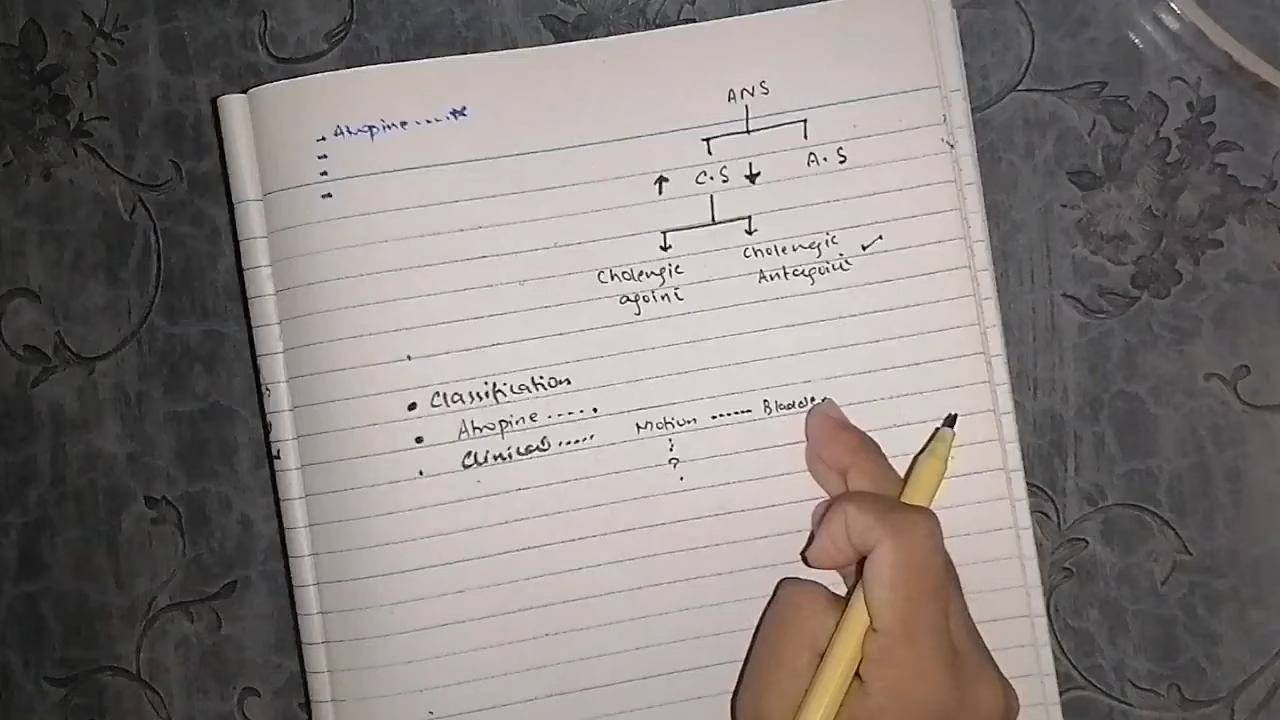 → Atropine.....
ANS
↑ C.S ↓ A.S
Cholengic agoini
Cholengic Antagoini ✓
• Classification
• Atropine .....
• Clinical .....
Motion ...... Bladder
?